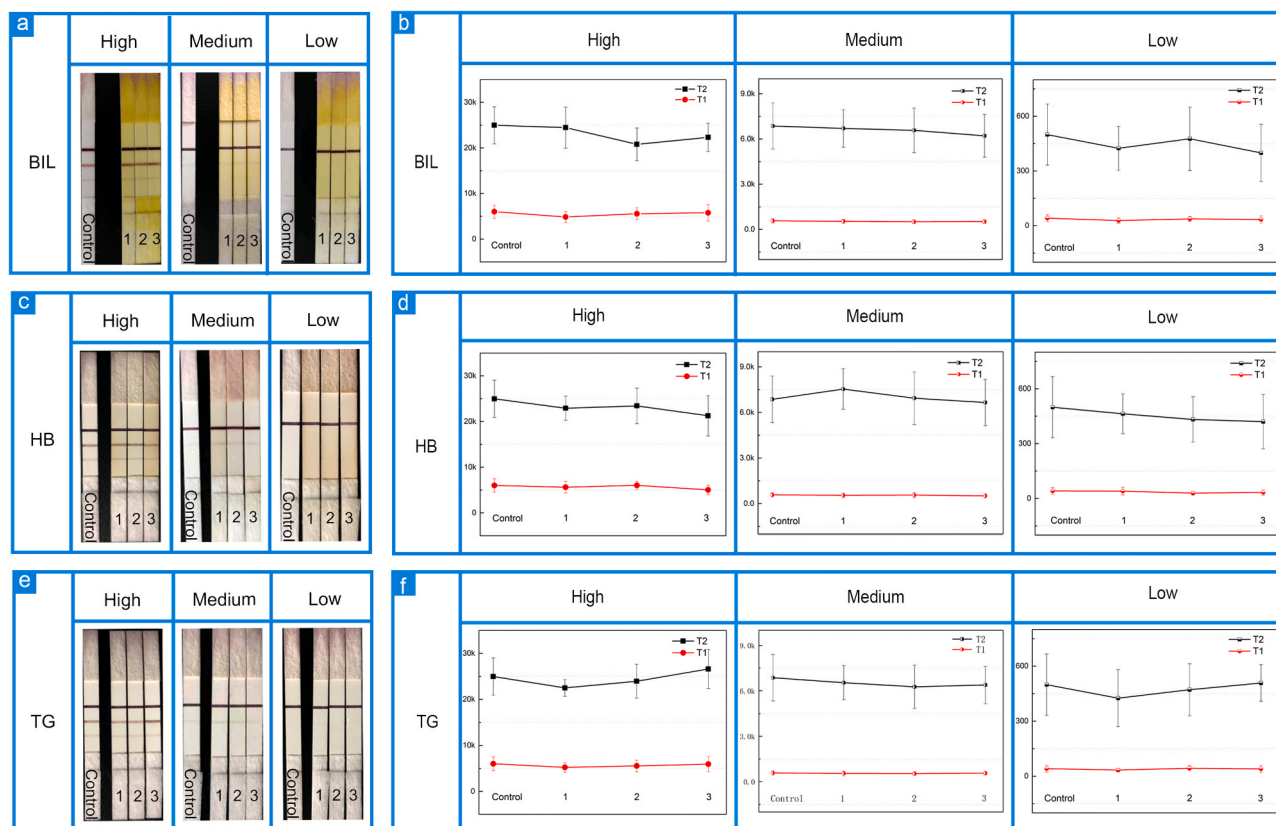 a
High Medium Low
BIL
Control 1 2 3
Control 1 2 3
Control 1 2 3
b
High Medium Low
BIL
T2
T1
30k
20k
10k
0
Control 1 2 3
T2
T1
9.0k
6.0k
3.0k
0.0
Control 1 2 3
T2
T1
600
300
0
Control 1 2 3
c
High Medium Low
HB
Control 1 2 3
Control 1 2 3
Control 1 2 3
d
High Medium Low
HB
T2
T1
30k
20k
10k
0
Control 1 2 3
T2
T1
9.0k
6.0k
3.0k
0.0
Control 1 2 3
T2
T1
600
300
0
Control 1 2 3
e
High Medium Low
TG
Control 1 2 3
Control 1 2 3
Control 1 2 3
f
High Medium Low
TG
T2
T1
30k
20k
10k
0
Control 1 2 3
T2
T1
9.0k
6.0k
3.0k
0.0
Control 1 2 3
T2
T1
600
300
0
Control 1 2 3